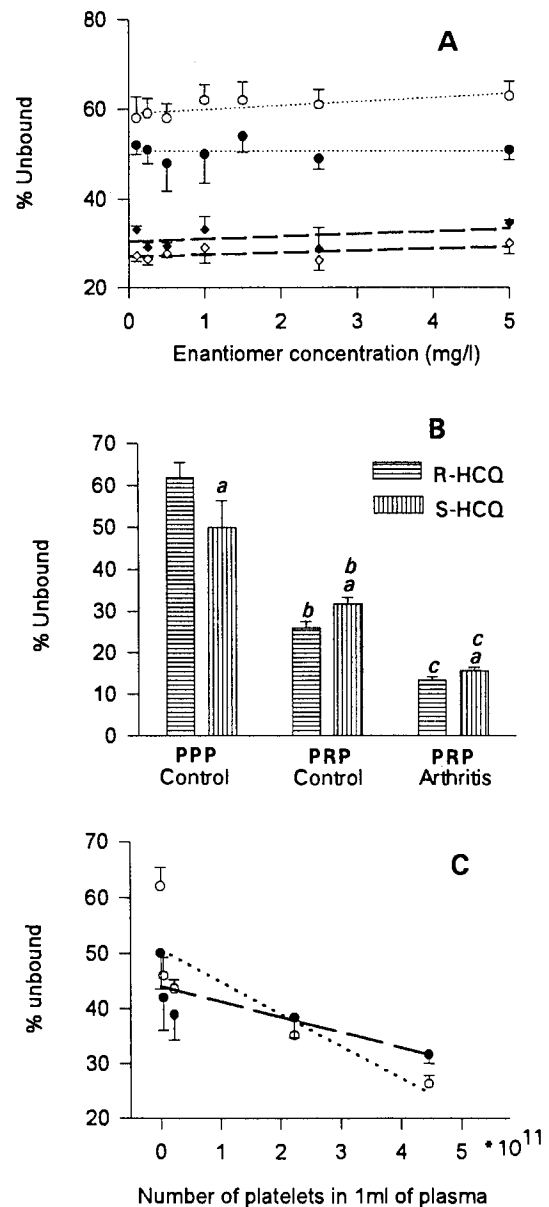 A
80
60
40
20
% Unbound
0 1 2 3 4 5
Enantiomer concentration (mg/l)
B
70
60
50
40
30
20
10
0
% Unbound
R-HCQ
S-HCQ
a
b
b
a
c
c
a
PPP PRP PRP
Control Control Arthritis
C
70
60
50
40
30
20
% unbound
0 1 2 3 4 5 * 10^11
Number of platelets in 1ml of plasma